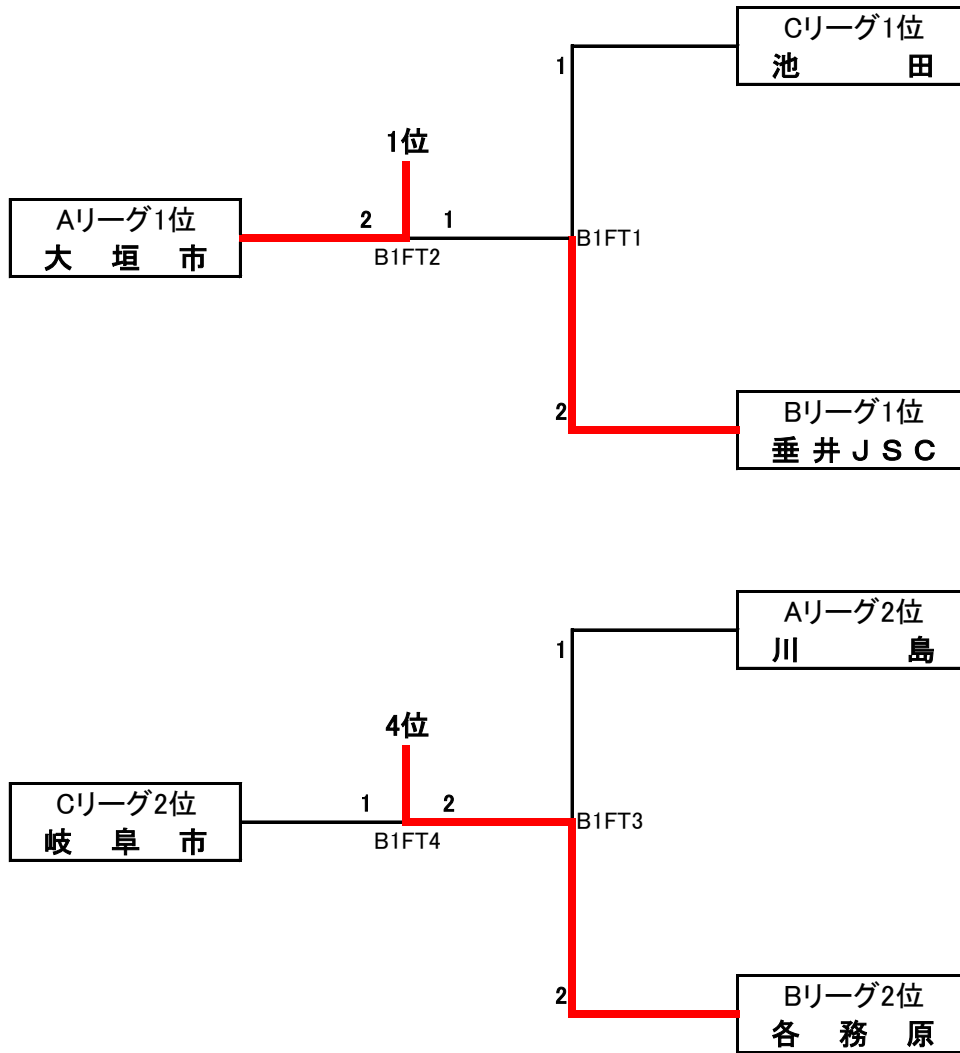 Cリーグ1位
池 田
1
1位
Aリーグ1位
大 垣 市
2 1
B1FT2
B1FT1
2
Bリーグ1位
垂 井 J S C
Aリーグ2位
川 島
1
4位
Cリーグ2位
岐 阜 市
1 2
B1FT4
B1FT3
2
Bリーグ2位
各 務 原